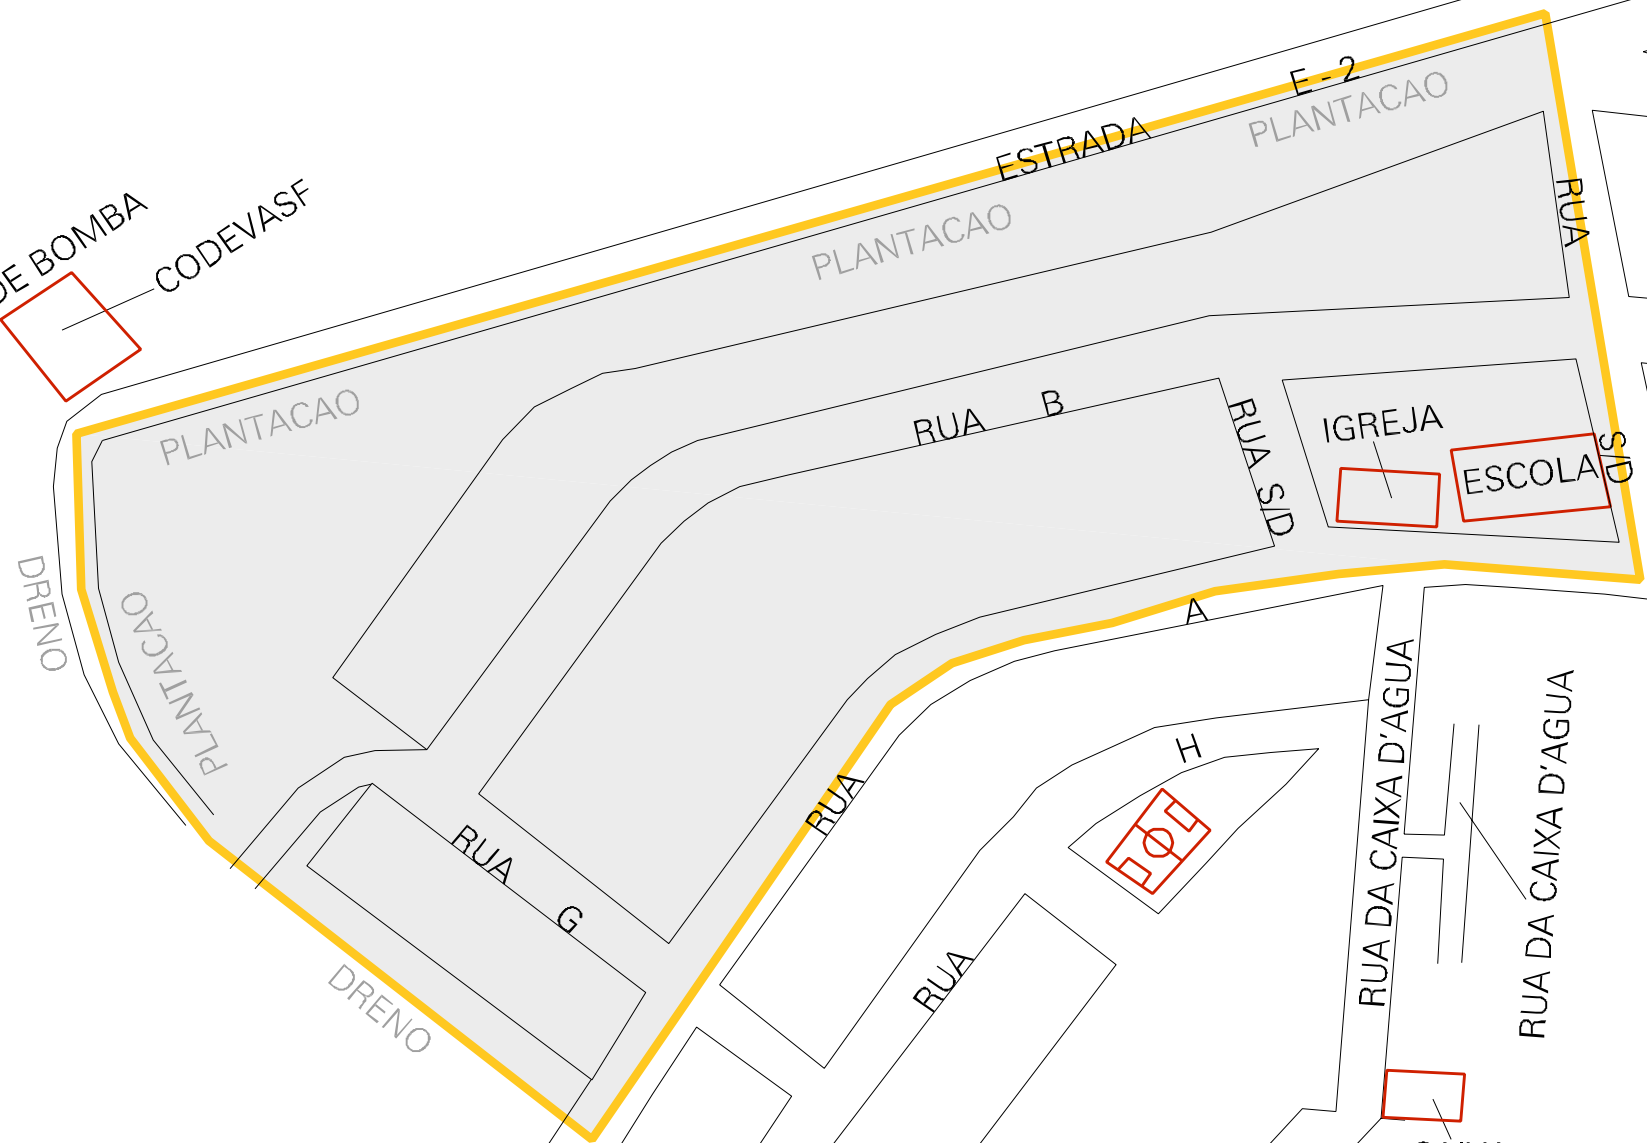 E - 2
PLANTACAO
ESTRADA
RUA
DE BOMBA
CODEVASF
PLANTACAO
PLANTACAO
RUA B
RUA S/D
IGREJA
S/D
ESCOLA
DRENO
PLANTACAO
A
RUA
H
RUA DA CAIXA D'AGUA
RUA DA CAIXA D'AGUA
RUA G
RUA
DRENO